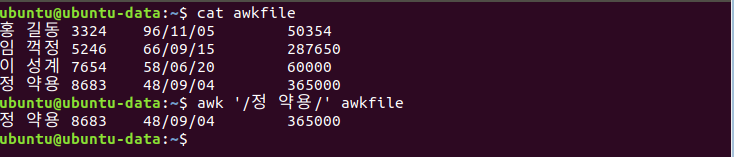 ubuntu@ubuntu-data:~$ cat awkfile
홍 길동 3324 96/11/05 50354
임 꺽정 5246 66/09/15 287650
이 성계 7654 58/06/20 60000
정 약용 8683 48/09/04 365000
ubuntu@ubuntu-data:~$ awk '/정 약용/' awkfile
정 약용 8683 48/09/04 365000
ubuntu@ubuntu-data:~$